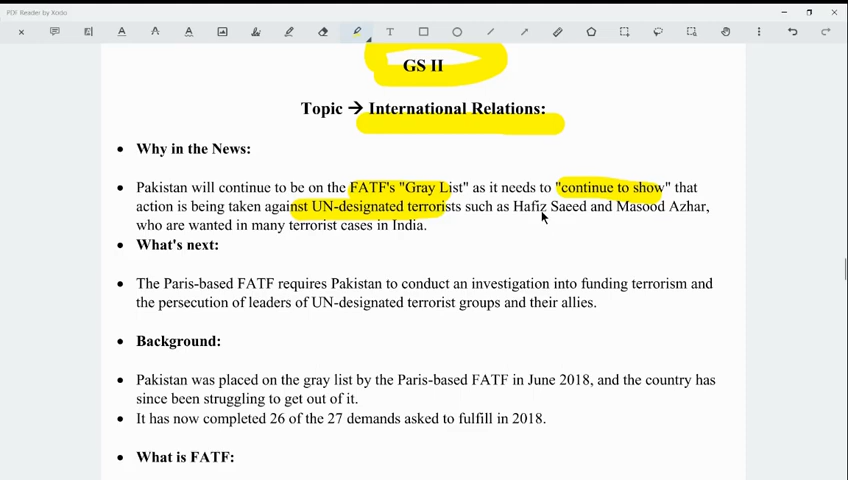 PDF Reader by Xodo
GS II
Topic → International Relations:
• Why in the News:
• Pakistan will continue to be on the FATF's "Gray List" as it needs to "continue to show" that
action is being taken against UN-designated terrorists such as Hafiz Saeed and Masood Azhar,
who are wanted in many terrorist cases in India.
• What's next:
• The Paris-based FATF requires Pakistan to conduct an investigation into funding terrorism and
the persecution of leaders of UN-designated terrorist groups and their allies.
• Background:
• Pakistan was placed on the gray list by the Paris-based FATF in June 2018, and the country has
since been struggling to get out of it.
• It has now completed 26 of the 27 demands asked to fulfill in 2018.
• What is FATF: